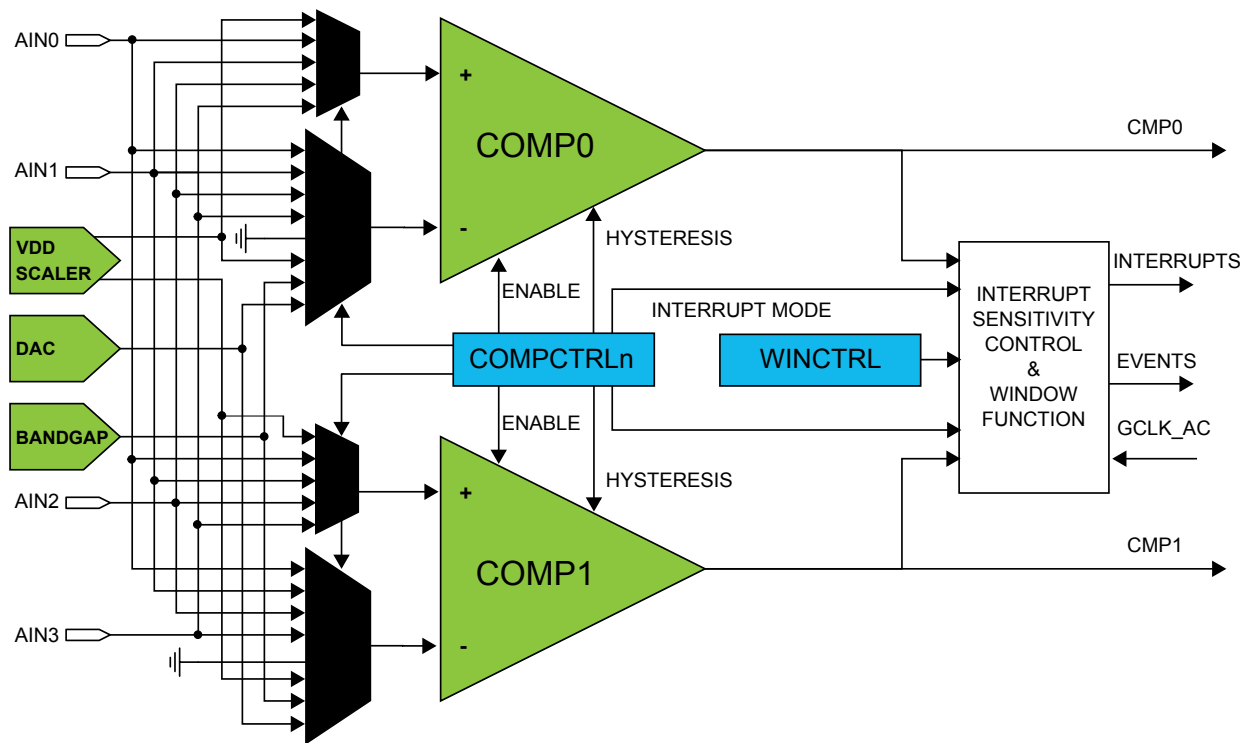 AIN0
AIN1
VDD
SCALER
DAC
BANDGAP
AIN2
AIN3
+
COMP0
-
HYSTERESIS
ENABLE
CMP0
INTERRUPT MODE
COMPCTRLn
WINCTRL
INTERRUPT
SENSITIVITY
CONTROL
&
WINDOW
FUNCTION
INTERRUPTS
EVENTS
GCLK_AC
ENABLE
HYSTERESIS
+
COMP1
-
CMP1